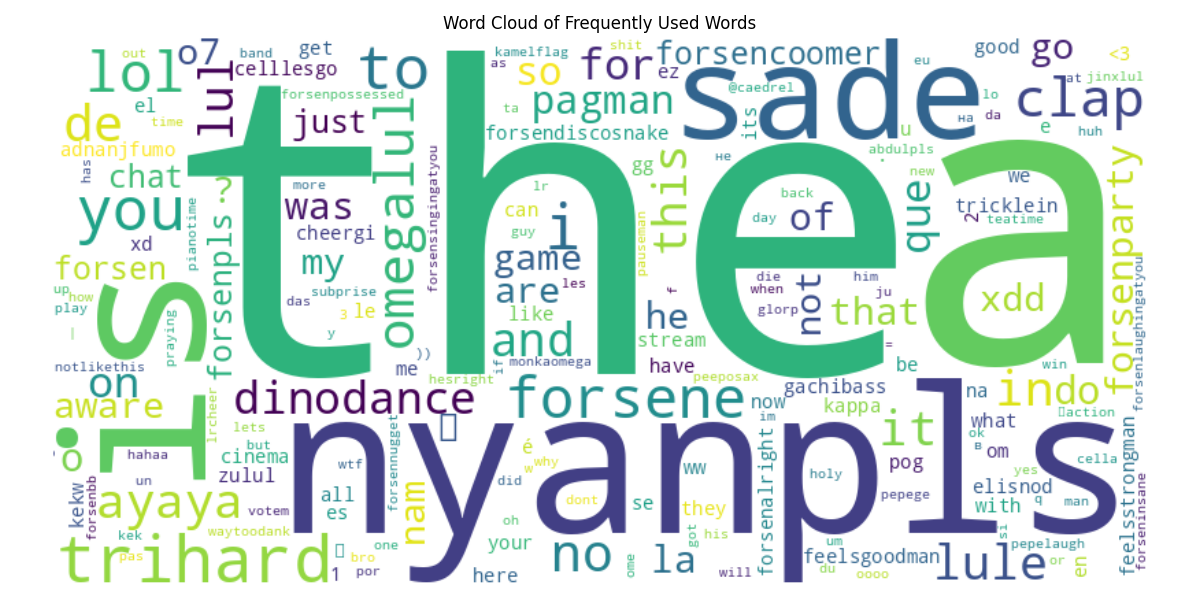 Word Cloud of Frequently Used Words
the
a
nyanpls
sade
is
trihard
forsene
dinodance
omegalul
you
to
lol
o7
lul
band
get
celllesgo
forsenpossessed
out
de
el
time
adnanjfumo
just
kamelflag
as
so
for
shit
ez
forsencoomer
eu
good
go
<3
at
jinxlul
clap
pagman
ta
@caedrel
lo
на
da
e
huh
forsendiscosnake
its
u
has
chat
?
more
was
cheergi
xd
pianotime
forsenpls
my
das
subprise
forsensingingatyou
lr
can
i
guy
game
are
les
like
and
gg
this
не
pauseman
back
day
of
abdulpls
new
que
we
tricklein
2
teatime
forsenparty
forsen
up
how
play
praying
3
le
y
))
me
if
monkaomega
hesright
f
he
stream
have
peeposax
die
when
him
ju
glorp
not
that
xdd
=
be
win
forsenlaughingatyou
notlikethis
on
aware
lrcheer
lets
but
cinema
zulul
hahaa
un
kekw
forsenbb
ayaya
votem
waytoodank
kek
pas
1
bro
por
one
wtf
all
es
forsennugget
nam
é
w
why
did
dont
oh
your
here
no
ome
se
ww
they
got
his
la
will
now
im
gachibass
kappa
forsenalright
holy
it
pog
pepege
um
feelsgoodman
du
oooo
lule
na
indo
what
ok
в
om
action
cella
yes
elisnod
with
q
man
si
pepelaugh
or
en
feelsstrongman
forseninsane